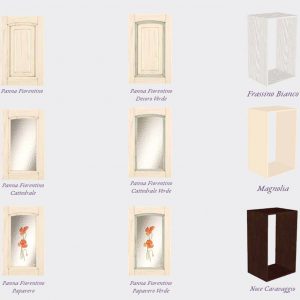 Panna Fiorentino
Panna Fiorentino
Decoro Verde
Frassino Bianco
Panna Fiorentino
Cattedrale
Panna Fiorentino
Cattedrale Verde
Magnolia
Panna Fiorentino
Papavero
Panna Fiorentino
Papavero Verde
Noce Caravaggio